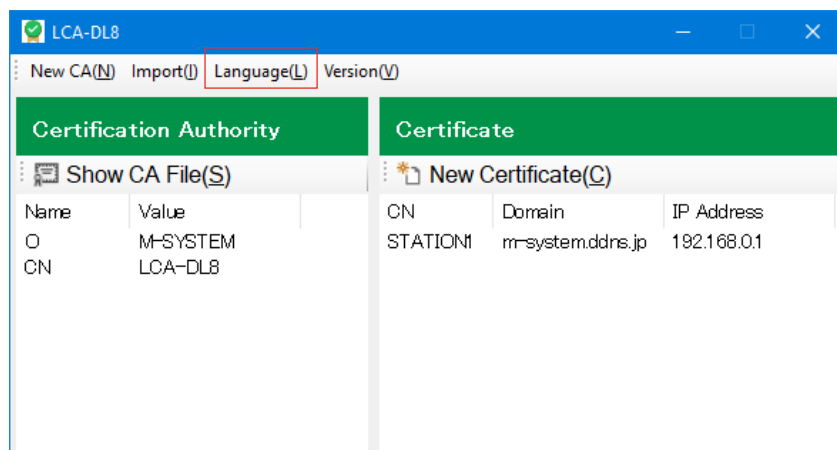 LCA-DL8
New CA(N) Import(I) Language(L) Version(V)
Certification Authority
Show CA File(S)
Name Value
O M-SYSTEM
CN LCA-DL8
Certificate
New Certificate(C)
CN Domain IP Address
STATION1 m-system.ddns.jp 192.168.0.1